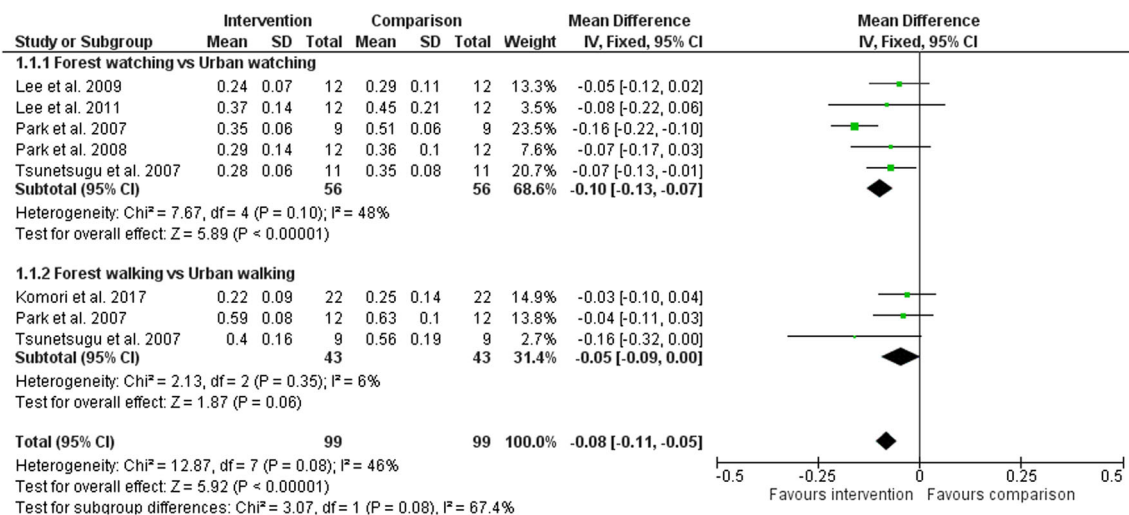 Intervention Comparison Mean Difference Mean Difference
Study or Subgroup Mean SD Total Mean SD Total Weight IV, Fixed, 95% CI IV, Fixed, 95% CI
1.1.1 Forest watching vs Urban watching
Lee et al. 2009 0.24 0.07 12 0.29 0.11 12 13.3% -0.05 [-0.12, 0.02]
Lee et al. 2011 0.37 0.14 12 0.45 0.21 12 3.5% -0.08 [-0.22, 0.06]
Park et al. 2007 0.35 0.06 9 0.51 0.06 9 23.5% -0.16 [-0.22, -0.10]
Park et al. 2008 0.29 0.14 12 0.36 0.1 12 7.6% -0.07 [-0.17, 0.03]
Tsunetsugu et al. 2007 0.28 0.06 11 0.35 0.08 11 20.7% -0.07 [-0.13, -0.01]
Subtotal (95% CI) 56 56 68.6% -0.10 [-0.13, -0.07]
Heterogeneity: Chi² = 7.67, df = 4 (P = 0.10); I² = 48%
Test for overall effect: Z = 5.89 (P < 0.00001)
1.1.2 Forest walking vs Urban walking
Komori et al. 2017 0.22 0.09 22 0.25 0.14 22 14.9% -0.03 [-0.10, 0.04]
Park et al. 2007 0.59 0.08 12 0.63 0.1 12 13.8% -0.04 [-0.11, 0.03]
Tsunetsugu et al. 2007 0.4 0.16 9 0.56 0.19 9 2.7% -0.16 [-0.32, 0.00]
Subtotal (95% CI) 43 43 31.4% -0.05 [-0.09, 0.00]
Heterogeneity: Chi² = 2.13, df = 2 (P = 0.35); I² = 6%
Test for overall effect: Z = 1.87 (P = 0.06)
Total (95% CI) 99 99 100.0% -0.08 [-0.11, -0.05]
Heterogeneity: Chi² = 12.87, df = 7 (P = 0.08); I² = 46%
Test for overall effect: Z = 5.92 (P < 0.00001)
Test for subgroup differences: Chi² = 3.07, df = 1 (P = 0.08), I² = 67.4%
-0.5 -0.25 0 0.25 0.5
Favours intervention Favours comparison